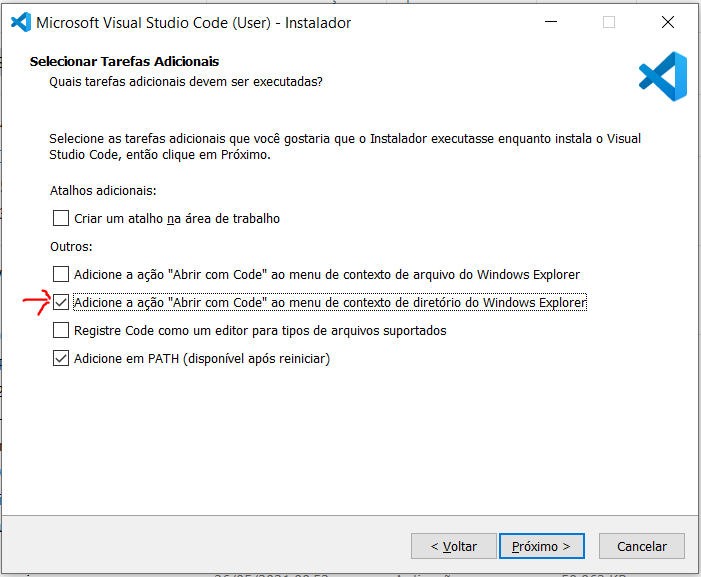 Microsoft Visual Studio Code (User) - Instalador
Selecionar Tarefas Adicionais
Quais tarefas adicionais devem ser executadas?
Selecione as tarefas adicionais que você gostaria que o Instalador executasse enquanto instala o Visual
Studio Code, então clique em Próximo.
Atalhos adicionais:
Criar um atalho na área de trabalho
Outros:
Adicione a ação "Abrir com Code" ao menu de contexto de arquivo do Windows Explorer
Adicione a ação "Abrir com Code" ao menu de contexto de diretório do Windows Explorer
Registre Code como um editor para tipos de arquivos suportados
Adicione em PATH (disponível após reiniciar)
< Voltar
Próximo >
Cancelar